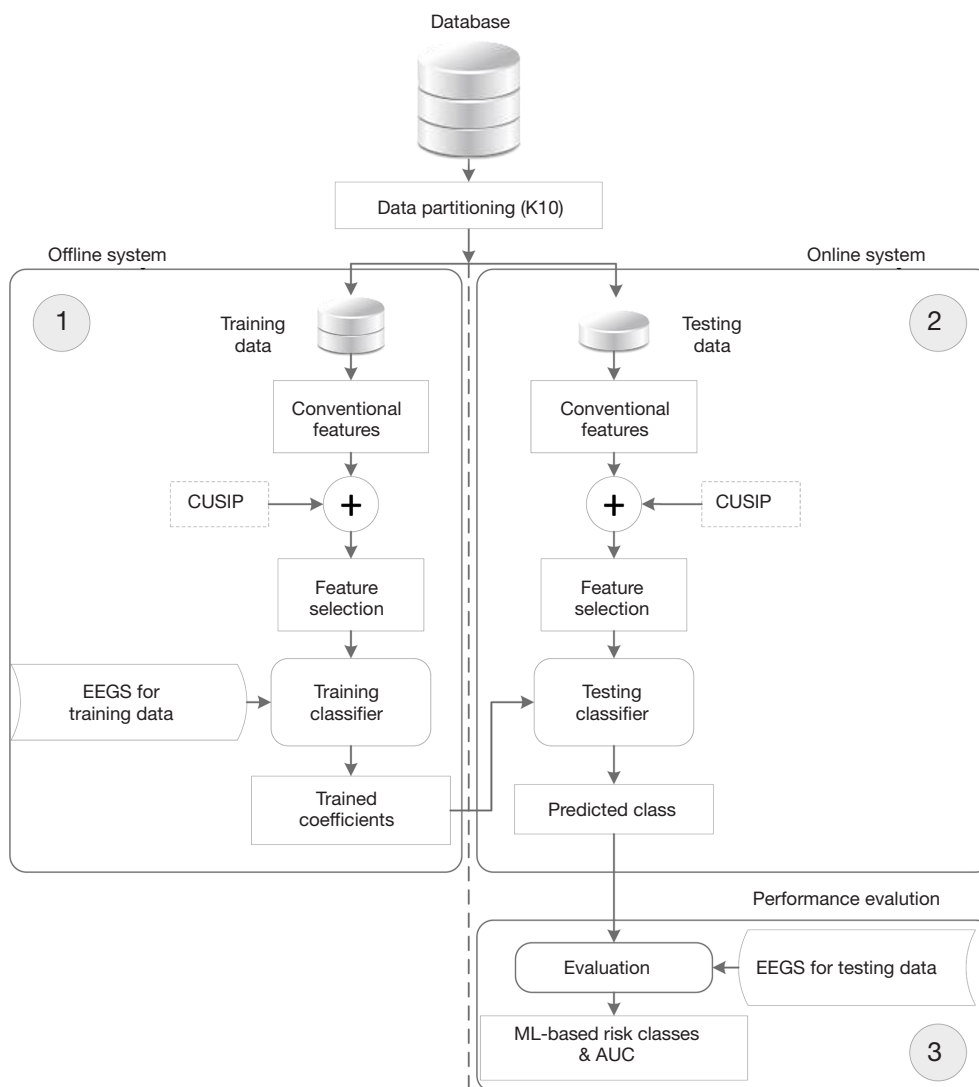 Database
Data partitioning (K10)
Offline system
Online system
1
Training
data
Testing
data
2
Conventional
features
Conventional
features
CUSIP
+
+
CUSIP
Feature
selection
Feature
selection
EEGS for
training data
Training
classifier
Testing
classifier
Trained
coefficients
Predicted class
Performance evalution
Evaluation
EEGS for testing data
ML-based risk classes
& AUC
3